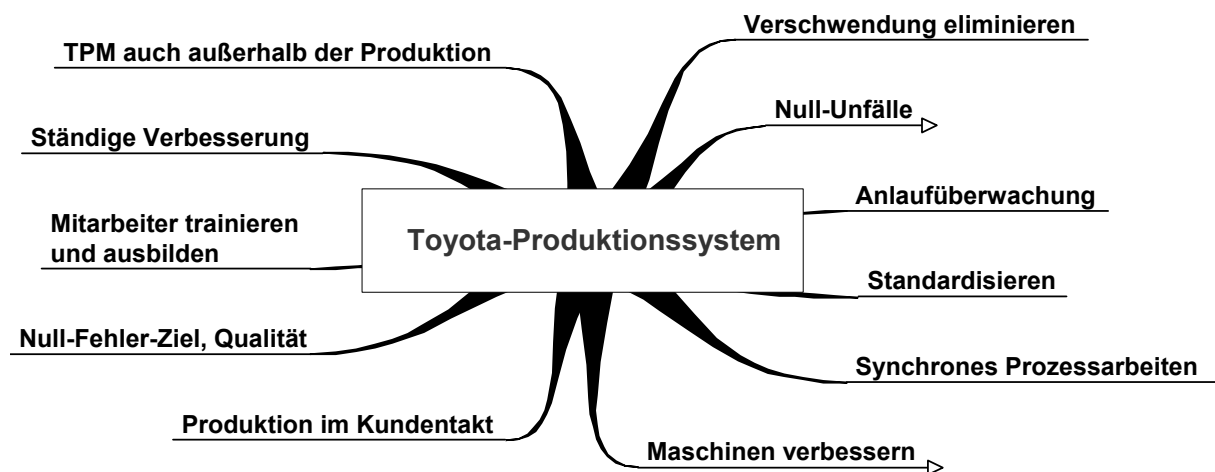 Verschwendung eliminieren
TPM auch außerhalb der Produktion
Null-Unfälle
Ständige Verbesserung
Anlaufüberwachung
Mitarbeiter trainieren
und ausbilden
Toyota-Produktionssystem
Standardisieren
Null-Fehler-Ziel, Qualität
Synchrones Prozessarbeiten
Produktion im Kundentakt
Maschinen verbessern